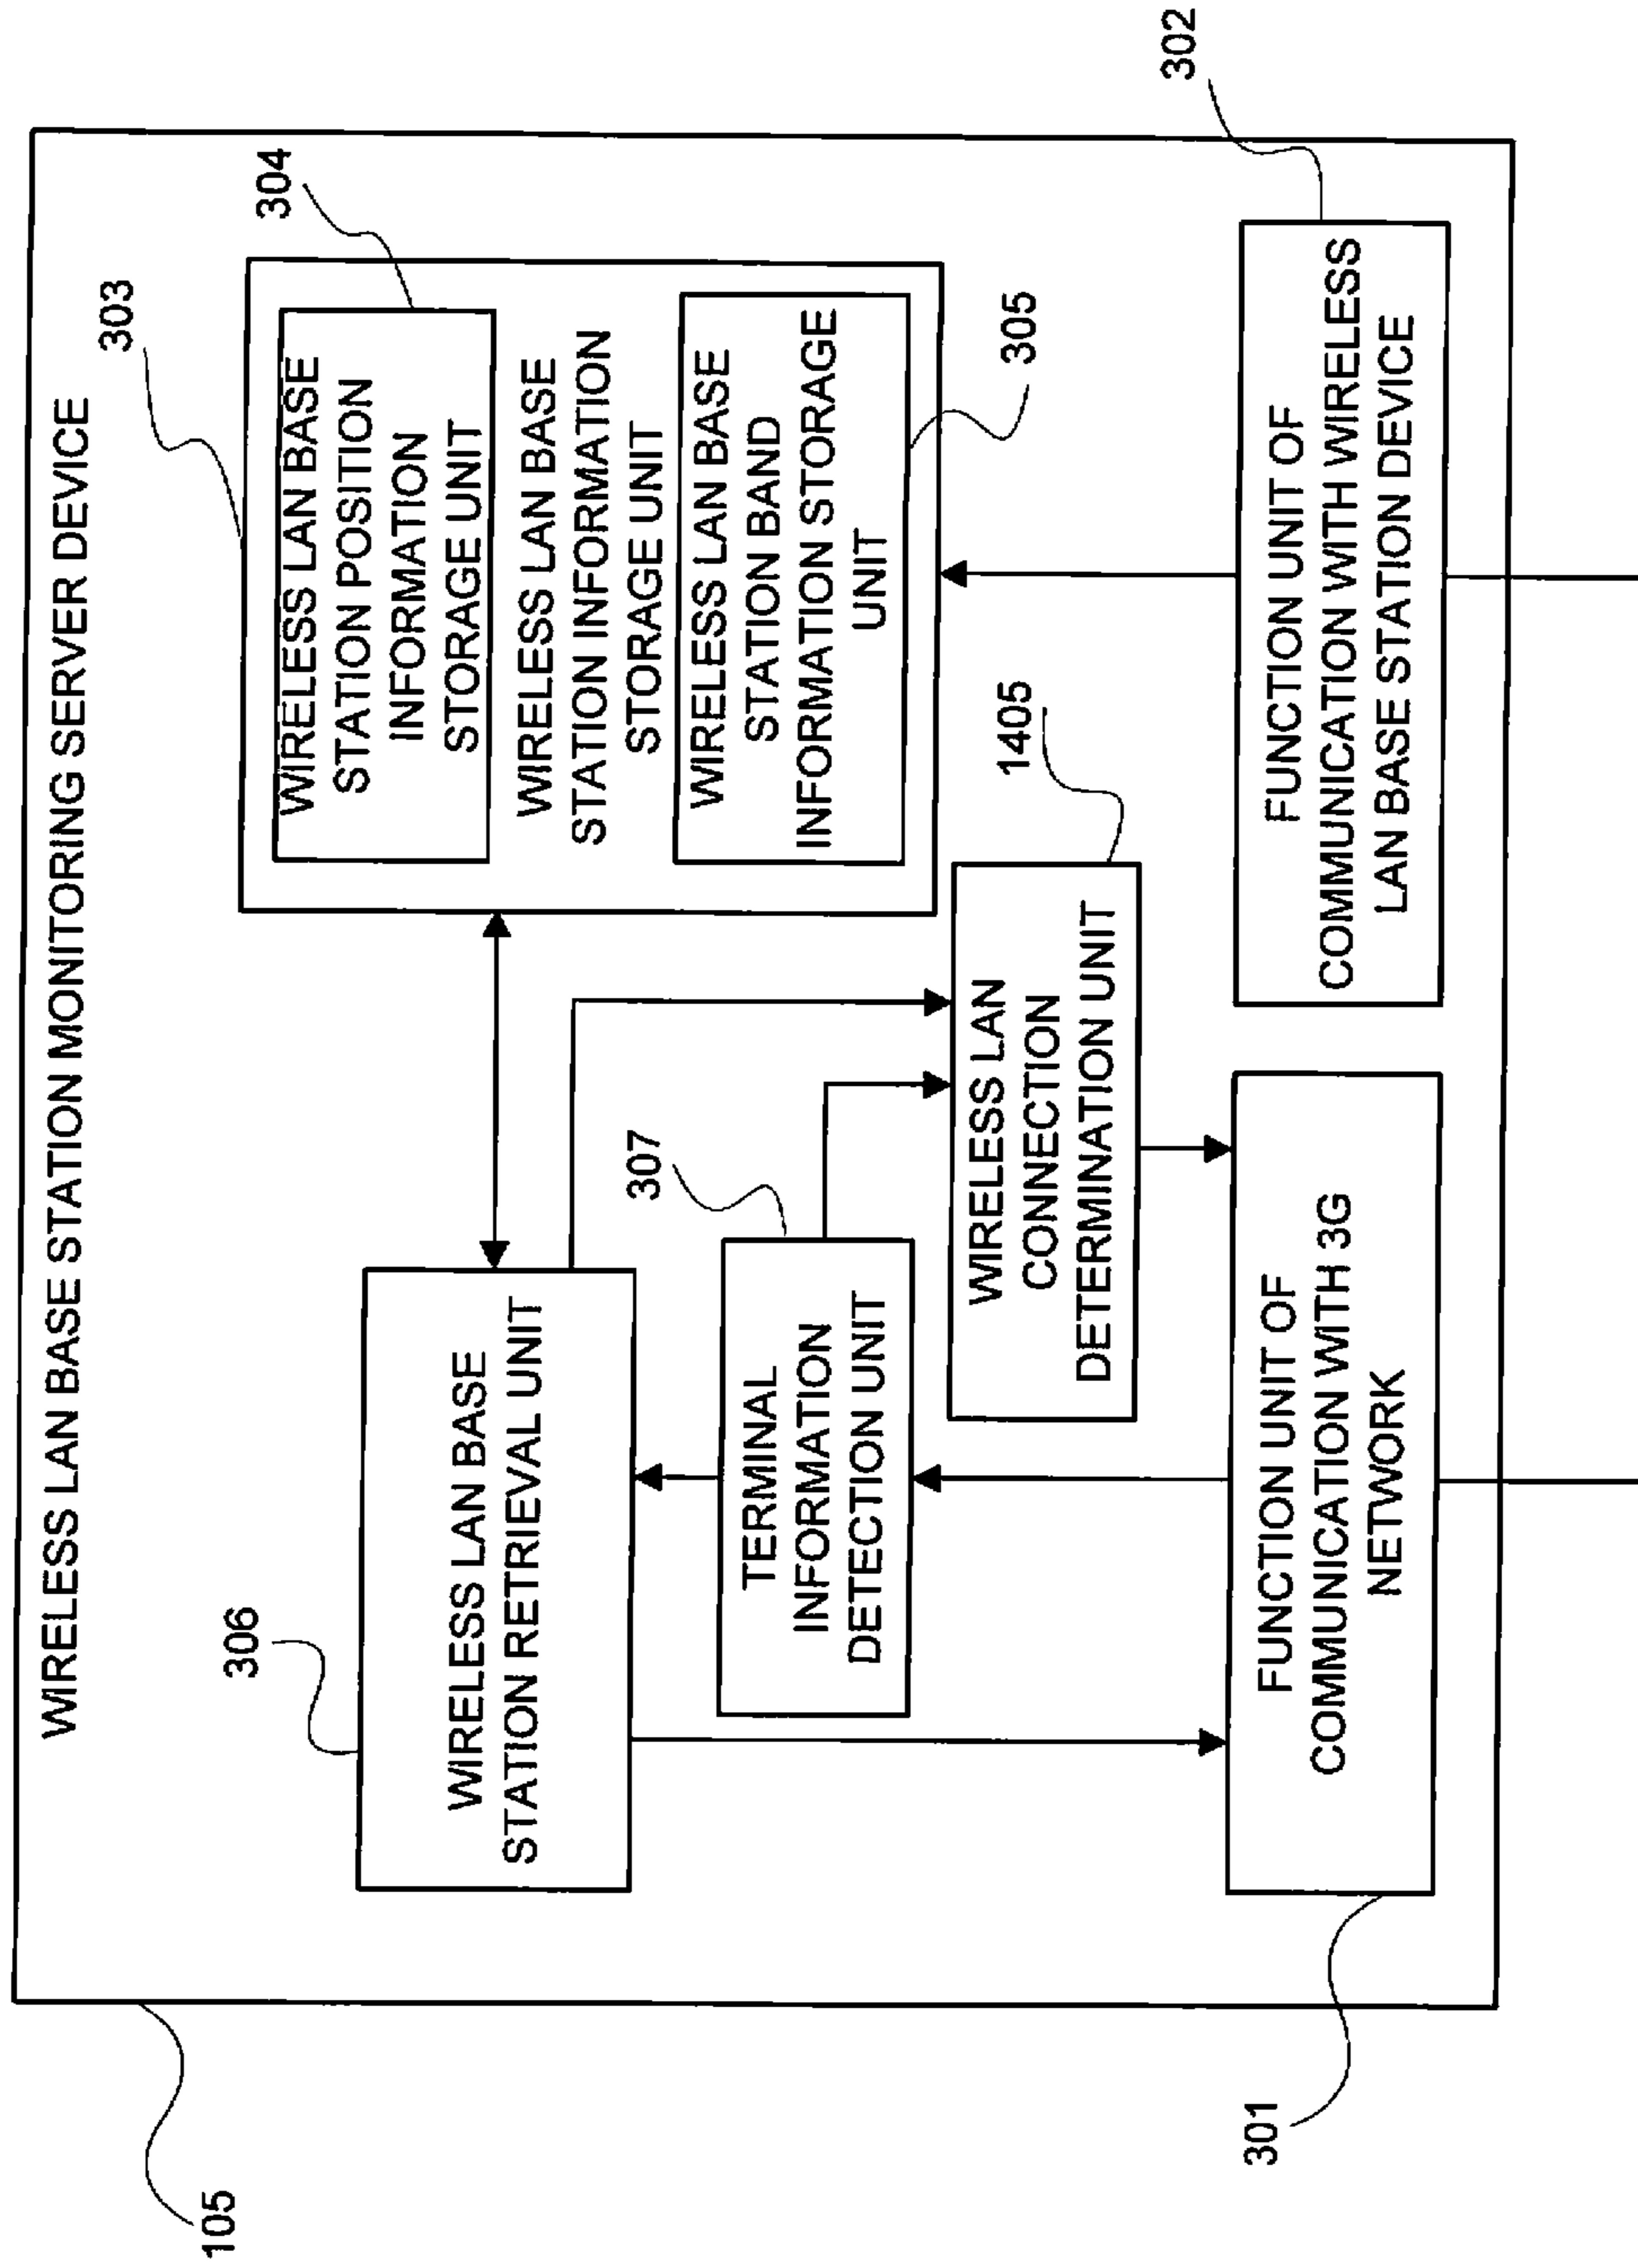 WIRELESS LAN BASE STATION MONITORING SERVER DEVICE
105
303
304
WIRELESS LAN BASE
STATION POSITION
INFORMATION
STORAGE UNIT
WIRELESS LAN BASE
STATION INFORMATION
STORAGE UNIT
WIRELESS LAN BASE
STATION BAND
INFORMATION STORAGE
UNIT
305
306
WIRELESS LAN BASE
STATION RETRIEVAL UNIT
307
TERMINAL
INFORMATION
DETECTION UNIT
1405
WIRELESS LAN
CONNECTION
DETERMINATION UNIT
301
FUNCTION UNIT OF
COMMUNICATION WITH 3G
NETWORK
302
FUNCTION UNIT OF
COMMUNICATION WITH WIRELESS
LAN BASE STATION DEVICE